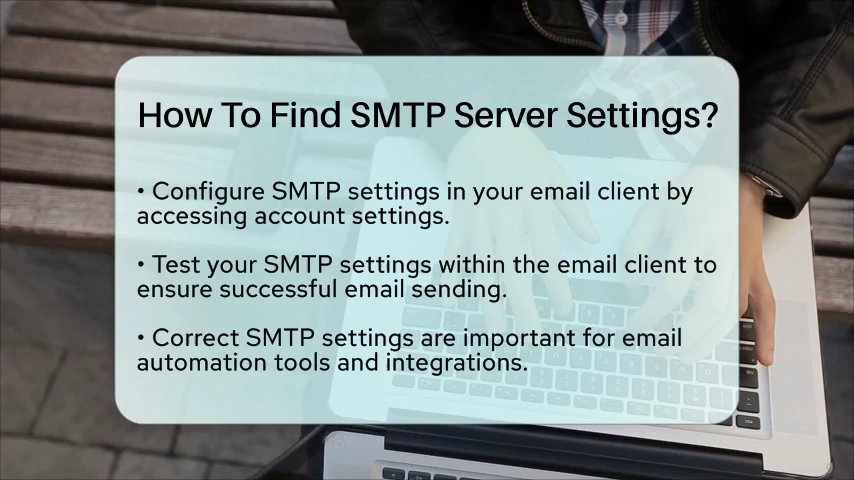 How To Find SMTP Server Settings?
• Configure SMTP settings in your email client by
accessing account settings.
• Test your SMTP settings within the email client to
ensure successful email sending.
• Correct SMTP settings are important for email
automation tools and integrations.